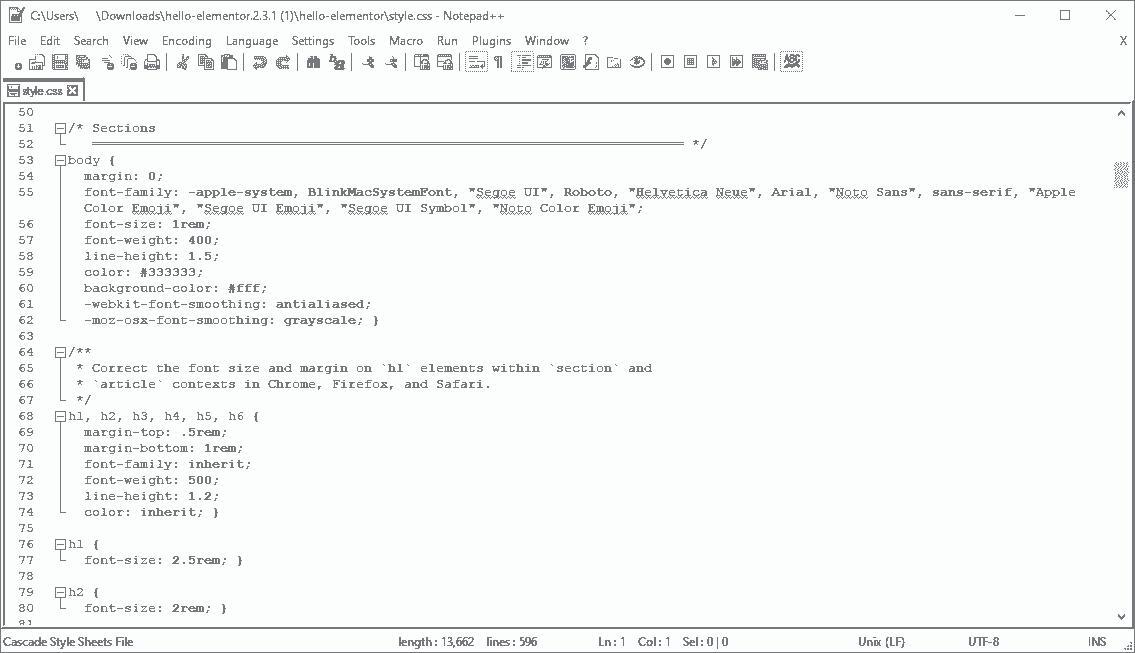 C:\Users\ \Downloads\hello-elementor.2.3.1 (1)\hello-elementor\style.css - Notepad++
File Edit Search View Encoding Language Settings Tools Macro Run Plugins Window ? X
style.css
50
51 /* Sections
52 ========================================================================== */
53 body {
54 margin: 0;
55 font-family: -apple-system, BlinkMacSystemFont, "Segoe UI", Roboto, "Helvetica Neue", Arial, "Noto Sans", sans-serif, "Apple
Color Emoji", "Segoe UI Emoji", "Segoe UI Symbol", "Noto Color Emoji";
56 font-size: 1rem;
57 font-weight: 400;
58 line-height: 1.5;
59 color: #333333;
60 background-color: #fff;
61 -webkit-font-smoothing: antialiased;
62 -moz-osx-font-smoothing: grayscale; }
63
64 /**
65 * Correct the font size and margin on `h1` elements within `section` and
66 * `article` contexts in Chrome, Firefox, and Safari.
67 */
68 h1, h2, h3, h4, h5, h6 {
69 margin-top: .5rem;
70 margin-bottom: 1rem;
71 font-family: inherit;
72 font-weight: 500;
73 line-height: 1.2;
74 color: inherit; }
75
76 h1 {
77 font-size: 2.5rem; }
78
79 h2 {
80 font-size: 2rem; }
81
Cascade Style Sheets File length : 13,662 lines : 596 Ln : 1 Col : 1 Sel : 0 | 0 Unix (LF) UTF-8 INS